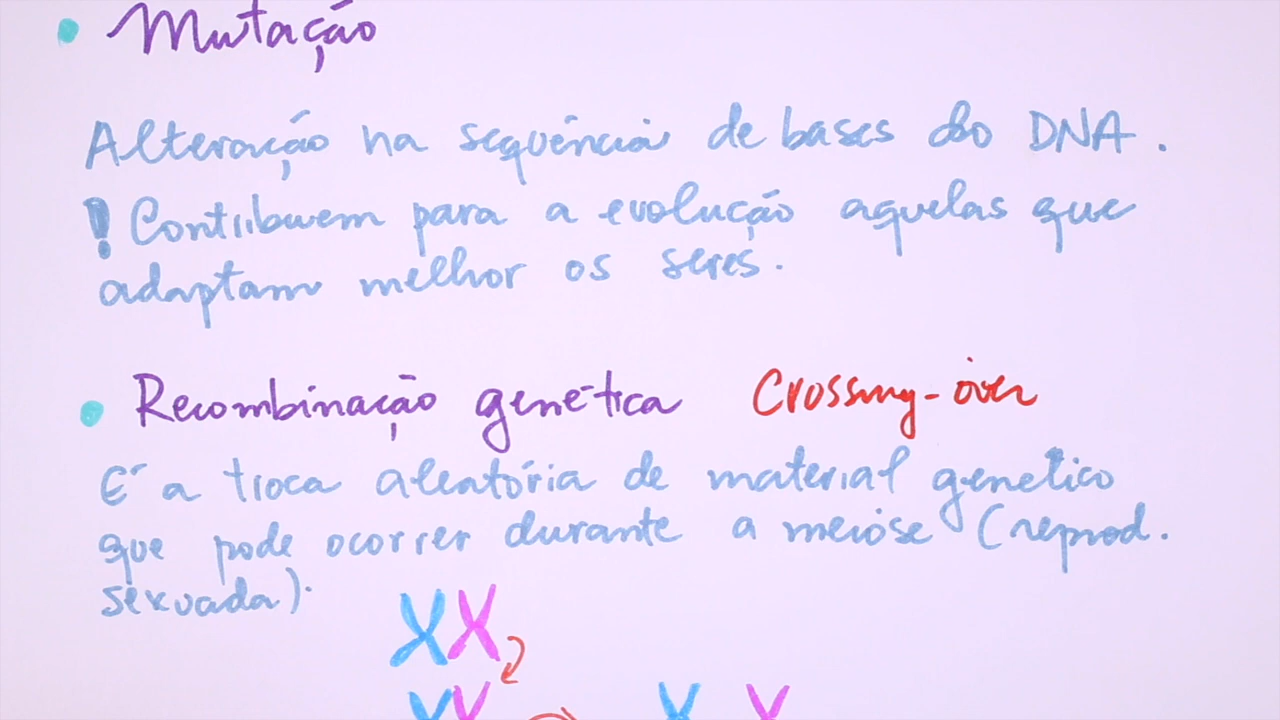 • Mutação
Alteração na sequência de bases do DNA.
! Contribuem para a evolução aquelas que
adaptam melhor os seres.
• Recombinação genética Crossing-over
É a troca aleatória de material genético
que pode ocorrer durante a meiose (reprod.
sexuada).